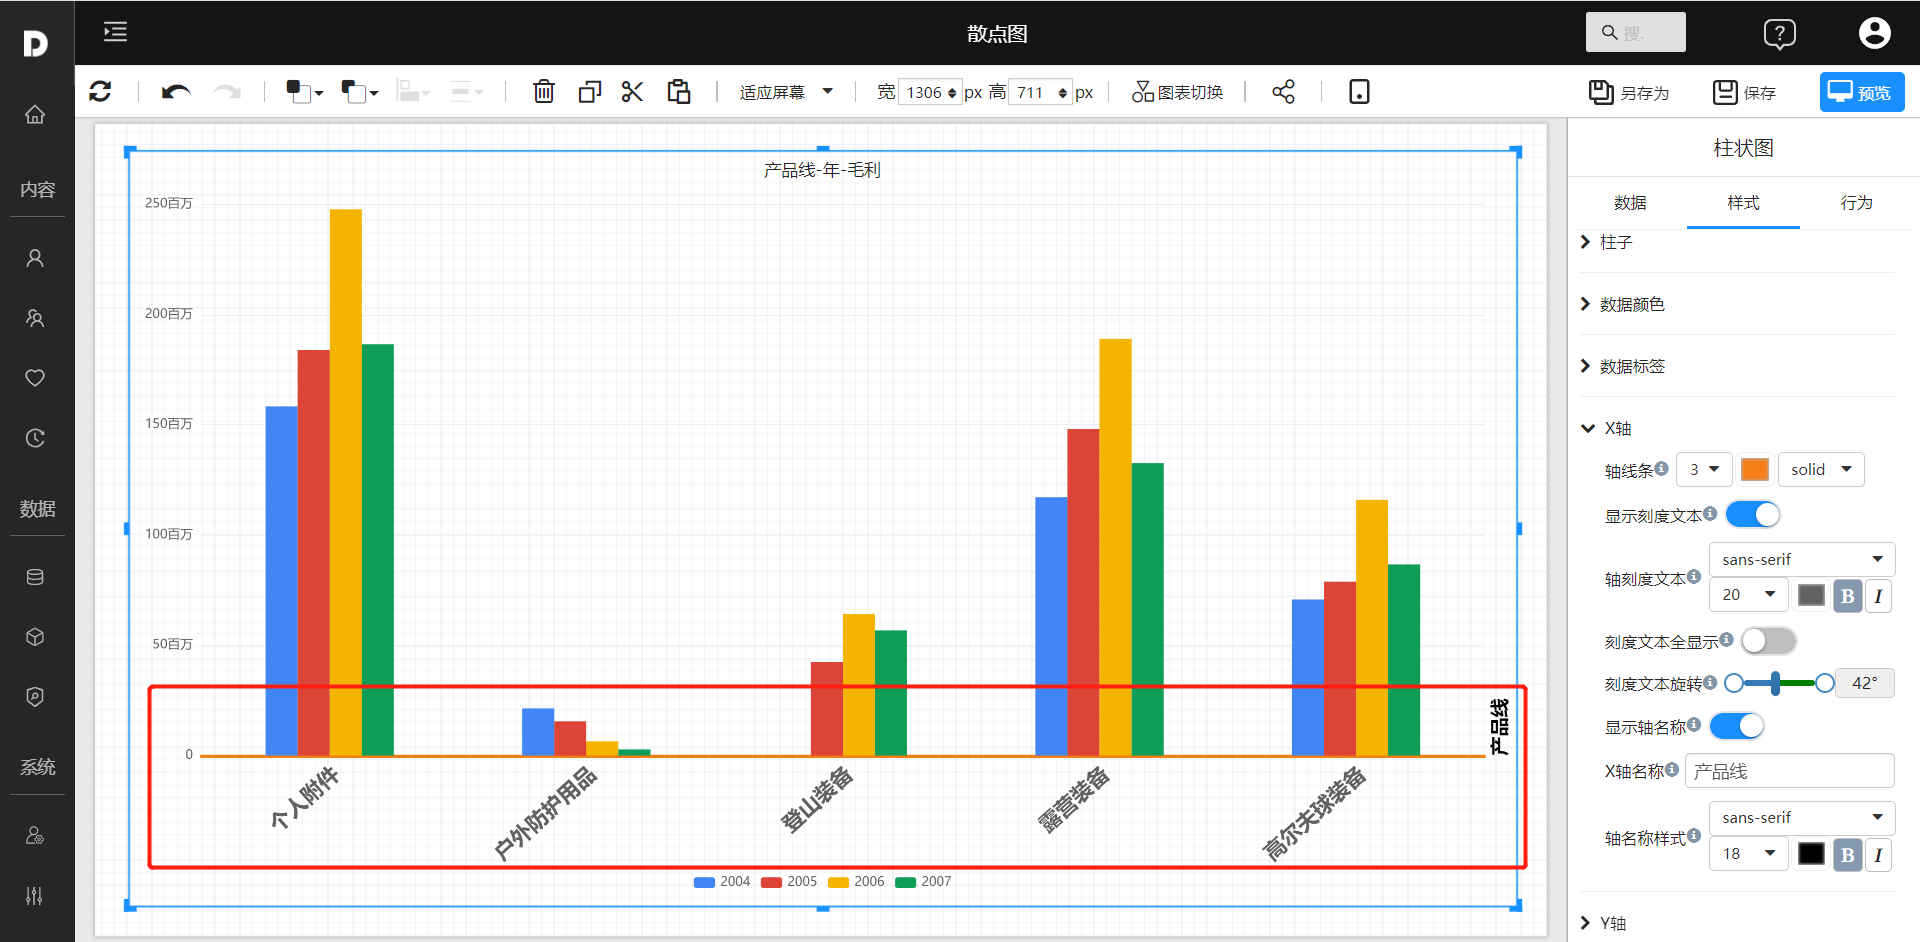 散点图
搜.
适应屏幕
宽 1306 px 高 711 px
图表切换
另存为
保存
预览
内容
数据
系统
产品线-年-毛利
250百万
200百万
150百万
100百万
50百万
0
产品线
个人附件
户外防护用品
登山装备
露营装备
高尔夫球装备
2004 2005 2006 2007
柱状图
数据 样式 行为
柱子
数据颜色
数据标签
X轴
轴线条 3 solid
显示刻度文本
轴刻度文本 sans-serif
20 B I
刻度文本全显示
刻度文本旋转 42°
显示轴名称
X轴名称 产品线
轴名称样式 sans-serif
18 B I
Y轴